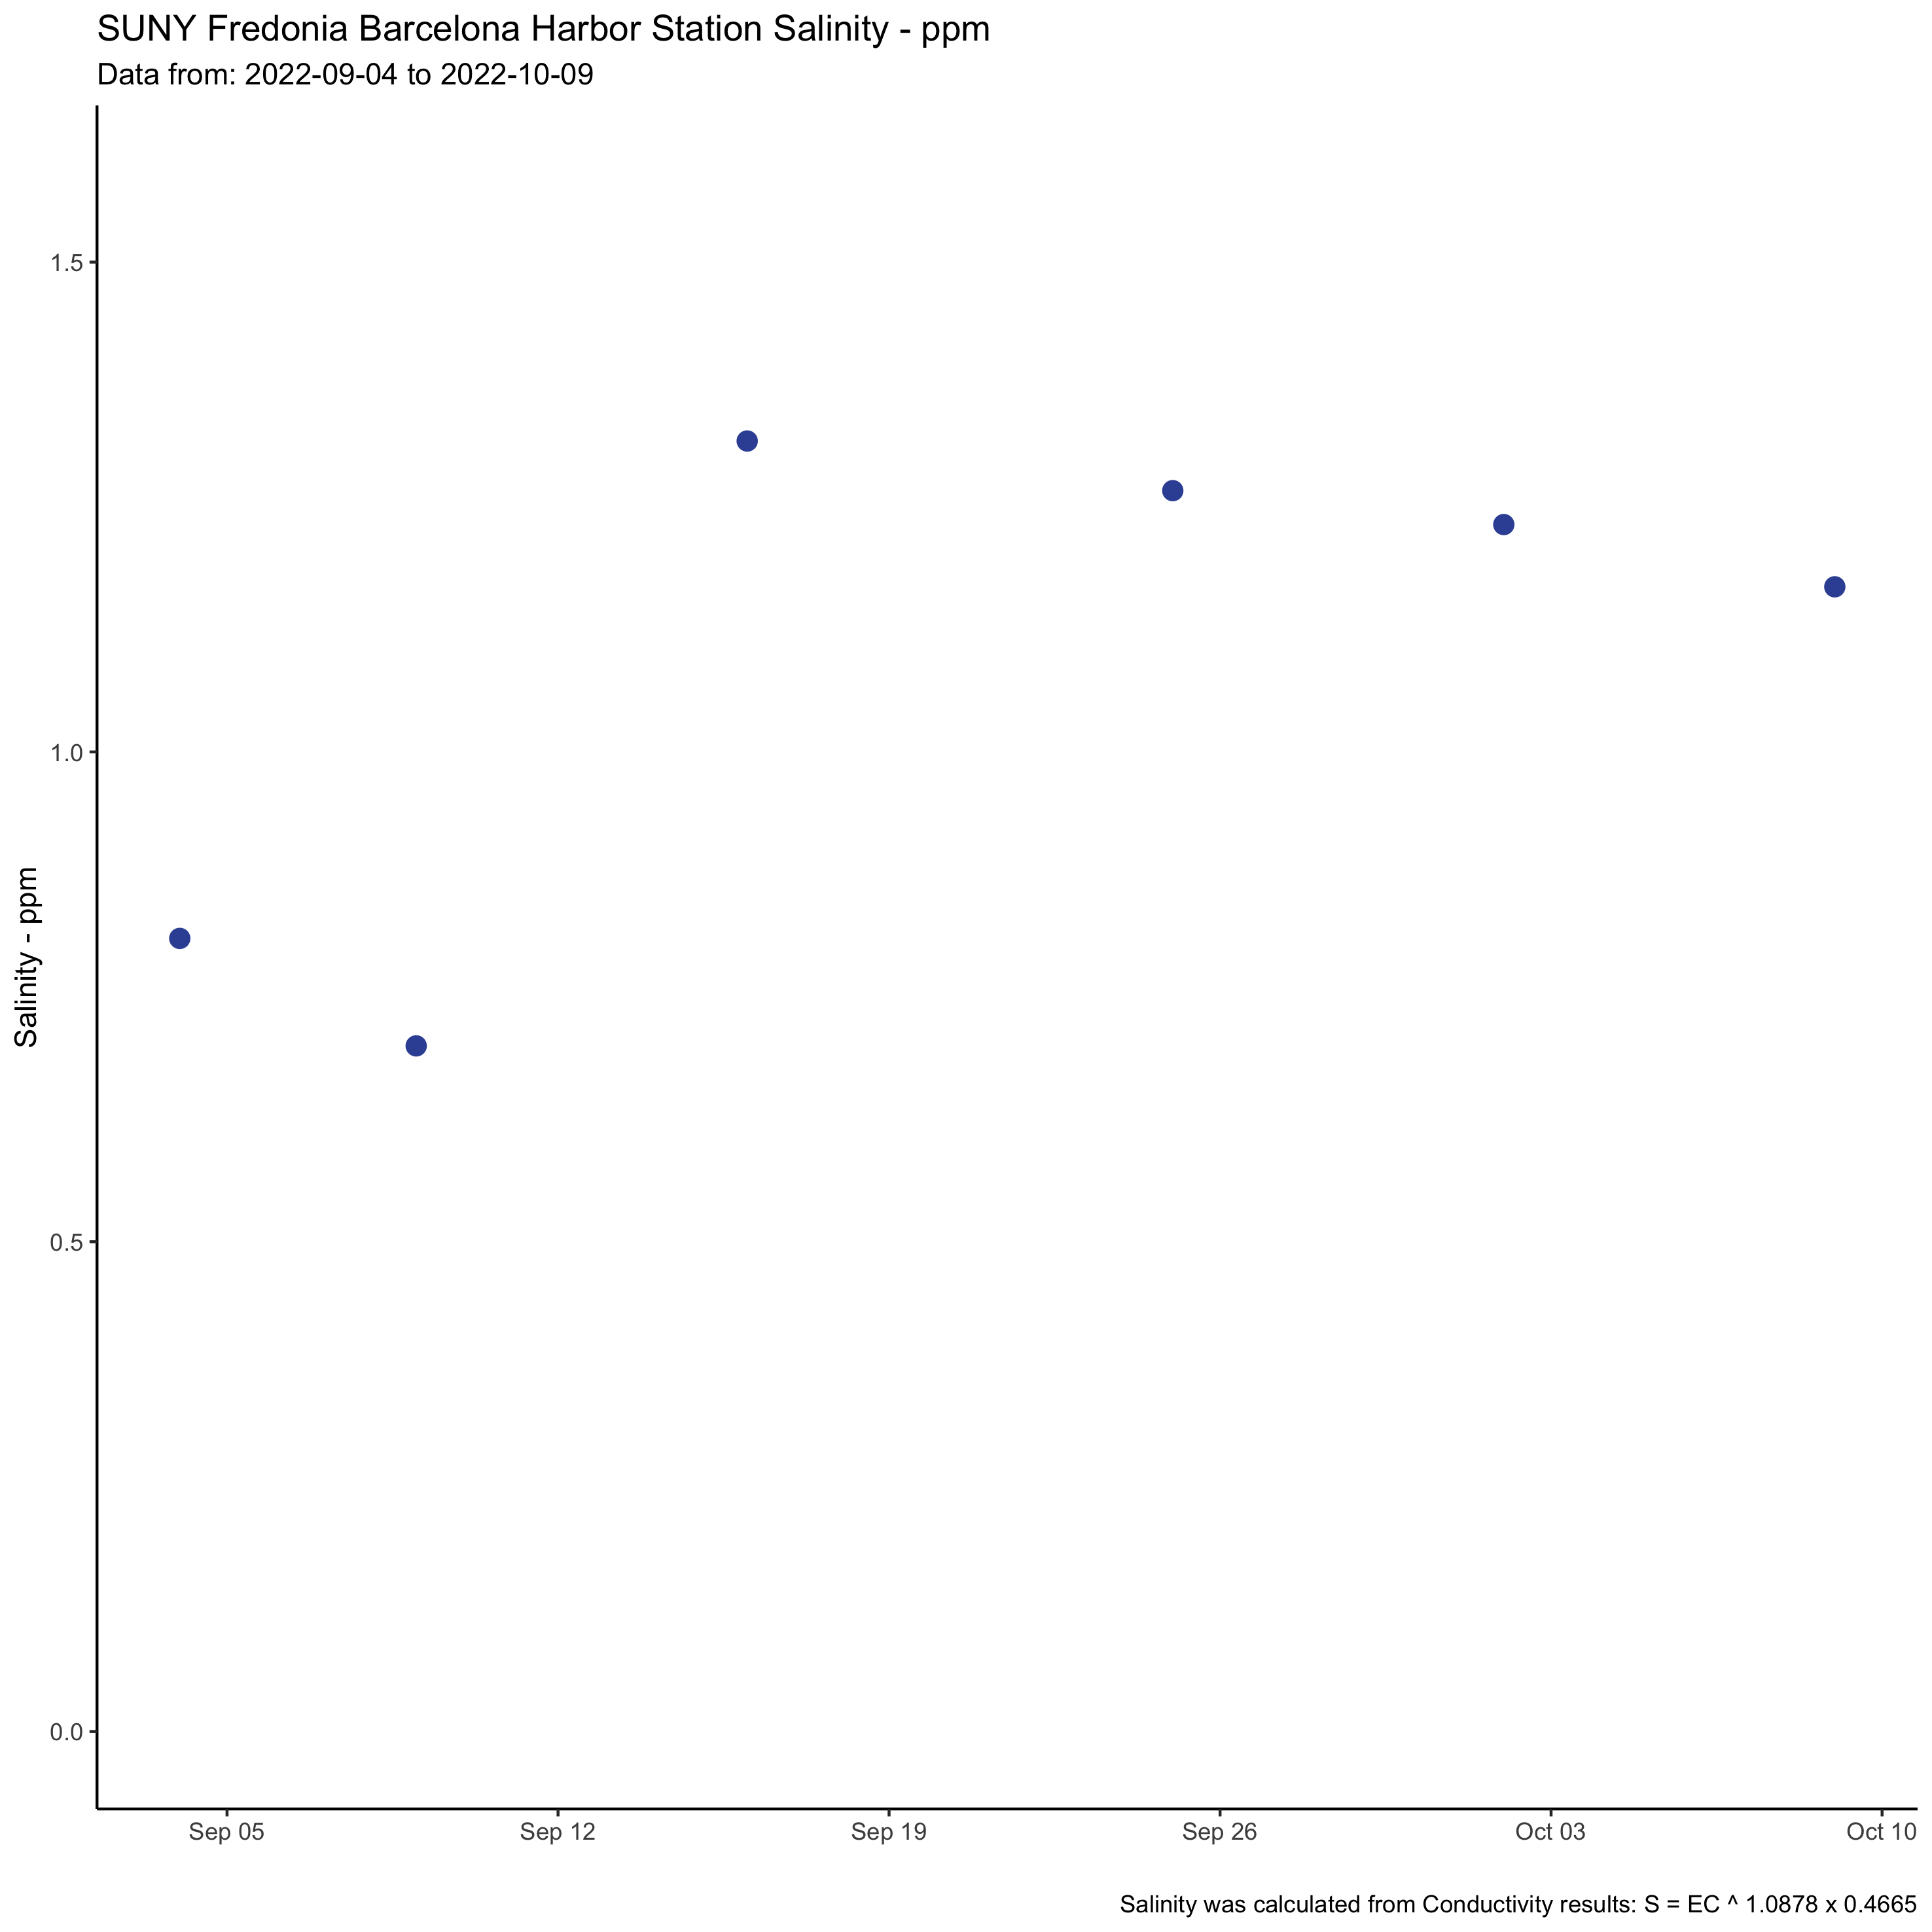 SUNY Fredonia Barcelona Harbor Station Salinity - ppm
Data from: 2022-09-04 to 2022-10-09
Salinity - ppm
1.5
1.0
0.5
0.0
Sep 05 Sep 12 Sep 19 Sep 26 Oct 03 Oct 10
Salinity was calculated from Conductivity results: S = EC ^ 1.0878 x 0.4665